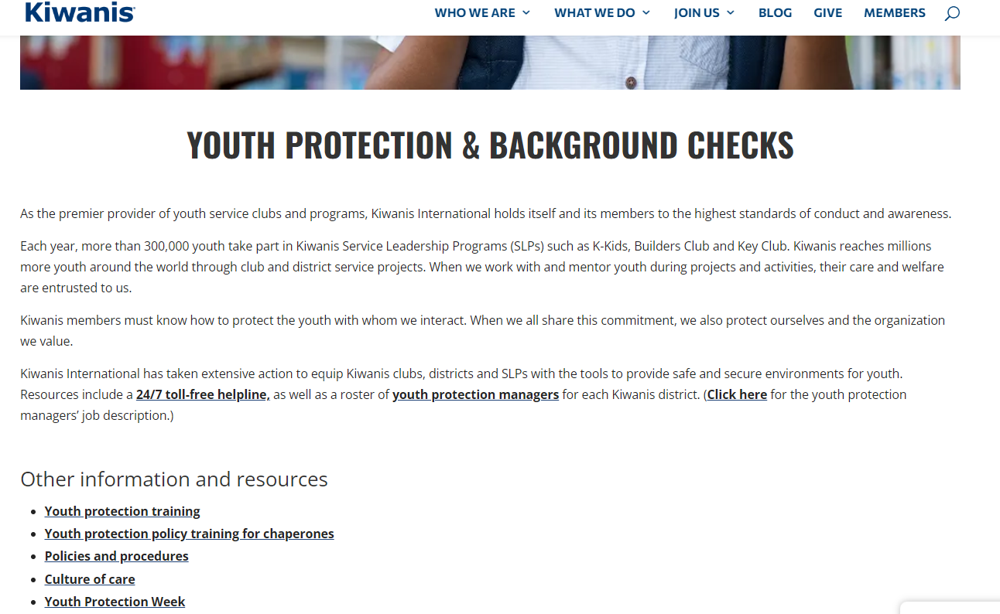 Kiwanis
WHO WE ARE
WHAT WE DO
JOIN US
BLOG
GIVE
MEMBERS
YOUTH PROTECTION & BACKGROUND CHECKS
As the premier provider of youth service clubs and programs, Kiwanis International holds itself and its members to the highest standards of conduct and awareness.
Each year, more than 300,000 youth take part in Kiwanis Service Leadership Programs (SLPs) such as K-Kids, Builders Club and Key Club. Kiwanis reaches millions
more youth around the world through club and district service projects. When we work with and mentor youth during projects and activities, their care and welfare
are entrusted to us.
Kiwanis members must know how to protect the youth with whom we interact. When we all share this commitment, we also protect ourselves and the organization
we value.
Kiwanis International has taken extensive action to equip Kiwanis clubs, districts and SLPs with the tools to provide safe and secure environments for youth.
Resources include a 24/7 toll-free helpline, as well as a roster of youth protection managers for each Kiwanis district. (Click here for the youth protection
managers’ job description.)
Other information and resources
• Youth protection training
• Youth protection policy training for chaperones
• Policies and procedures
• Culture of care
• Youth Protection Week